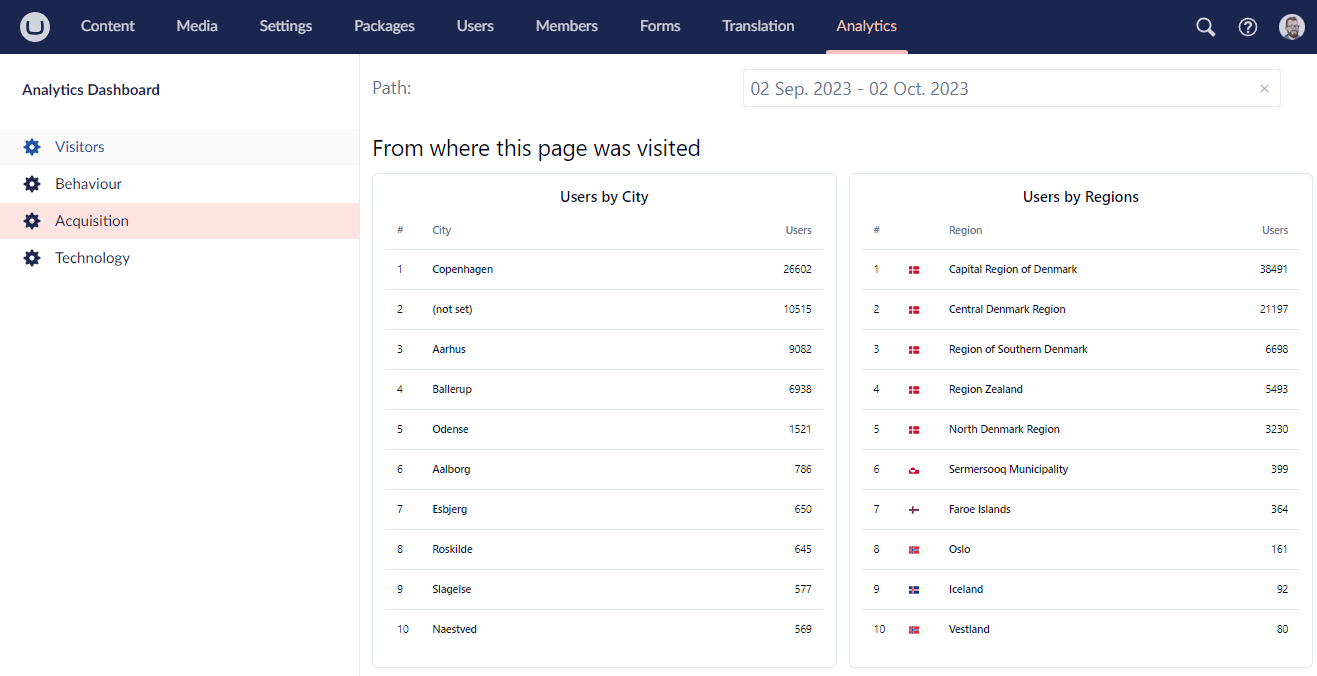 Content Media Settings Packages Users Members Forms Translation Analytics
Analytics Dashboard
Visitors
Behaviour
Acquisition
Technology
Path: 02 Sep. 2023 - 02 Oct. 2023 ×
From where this page was visited
Users by City
# City Users
1 Copenhagen 26602
2 (not set) 10515
3 Aarhus 9082
4 Ballerup 6938
5 Odense 1521
6 Aalborg 786
7 Esbjerg 650
8 Roskilde 645
9 Slagelse 577
10 Naestved 569
Users by Regions
# Region Users
1 Capital Region of Denmark 38491
2 Central Denmark Region 21197
3 Region of Southern Denmark 6698
4 Region Zealand 5493
5 North Denmark Region 3230
6 Sermersooq Municipality 399
7 Faroe Islands 364
8 Oslo 161
9 Iceland 92
10 Vestland 80